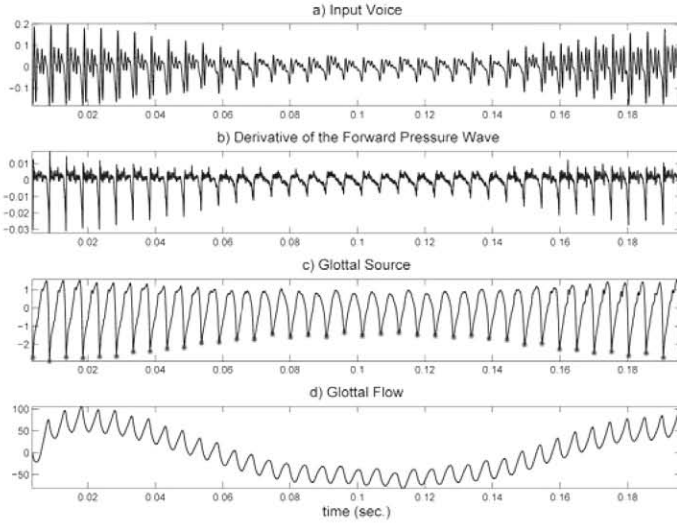 a) Input Voice
0.2
0.1
0
-0.1
0.02 0.04 0.06 0.08 0.1 0.12 0.14 0.16 0.18
b) Derivative of the Forward Pressure Wave
0.01
0
-0.01
-0.02
-0.03
0.02 0.04 0.06 0.08 0.1 0.12 0.14 0.16 0.18
c) Glottal Source
1
0
-1
-2
0.02 0.04 0.06 0.08 0.1 0.12 0.14 0.16 0.18
d) Glottal Flow
100
50
0
-50
0.02 0.04 0.06 0.08 0.1 0.12 0.14 0.16 0.18
time (sec.)